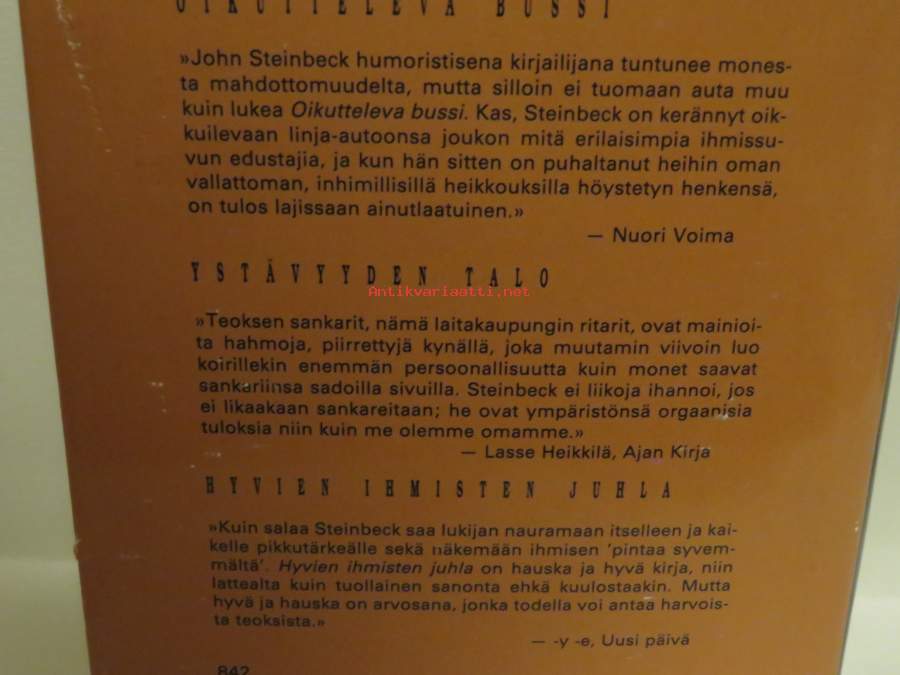 OIKUTTELEVA BUSSI
»John Steinbeck humoristisena kirjailijana tuntunee mones-
ta mahdottomuudelta, mutta silloin ei tuomaan auta muu
kuin lukea Oikutteleva bussi. Kas, Steinbeck on kerännyt oik-
kuilevaan linja-autoonsa joukon mitä erilaisimpia ihmissu-
vun edustajia, ja kun hän sitten on puhaltanut heihin oman
vallattoman, inhimillisillä heikkouksilla höystetyn henkensä,
on tulos lajissaan ainutlaatuinen.»
— Nuori Voima
YSTÄVYYDEN TALO
Antikvariaatti.net
»Teoksen sankarit, nämä laitakaupungin ritarit, ovat mainioi-
ta hahmoja, piirrettyjä kynällä, joka muutamin viivoin luo
koirillekin enemmän persoonallisuutta kuin monet saavat
sankariinsa sadoilla sivuilla. Steinbeck ei liikoja ihannoi, jos
ei likaakaan sankareitaan; he ovat ympäristönsä orgaanisia
tuloksia niin kuin me olemme omamme.»
— Lasse Heikkilä, Ajan Kirja
HYVIEN IHMISTEN JUHLA
»Kuin salaa Steinbeck saa lukijan nauramaan itselleen ja kai-
kelle pikkutärkeälle sekä näkemään ihmisen 'pintaa syvem-
mältä'. Hyvien ihmisten juhla on hauska ja hyvä kirja, niin
lattealta kuin tuollainen sanonta ehkä kuulostaakin. Mutta
hyvä ja hauska on arvosana, jonka todella voi antaa harvois-
ta teoksista.»
— -y -e, Uusi päivä
842